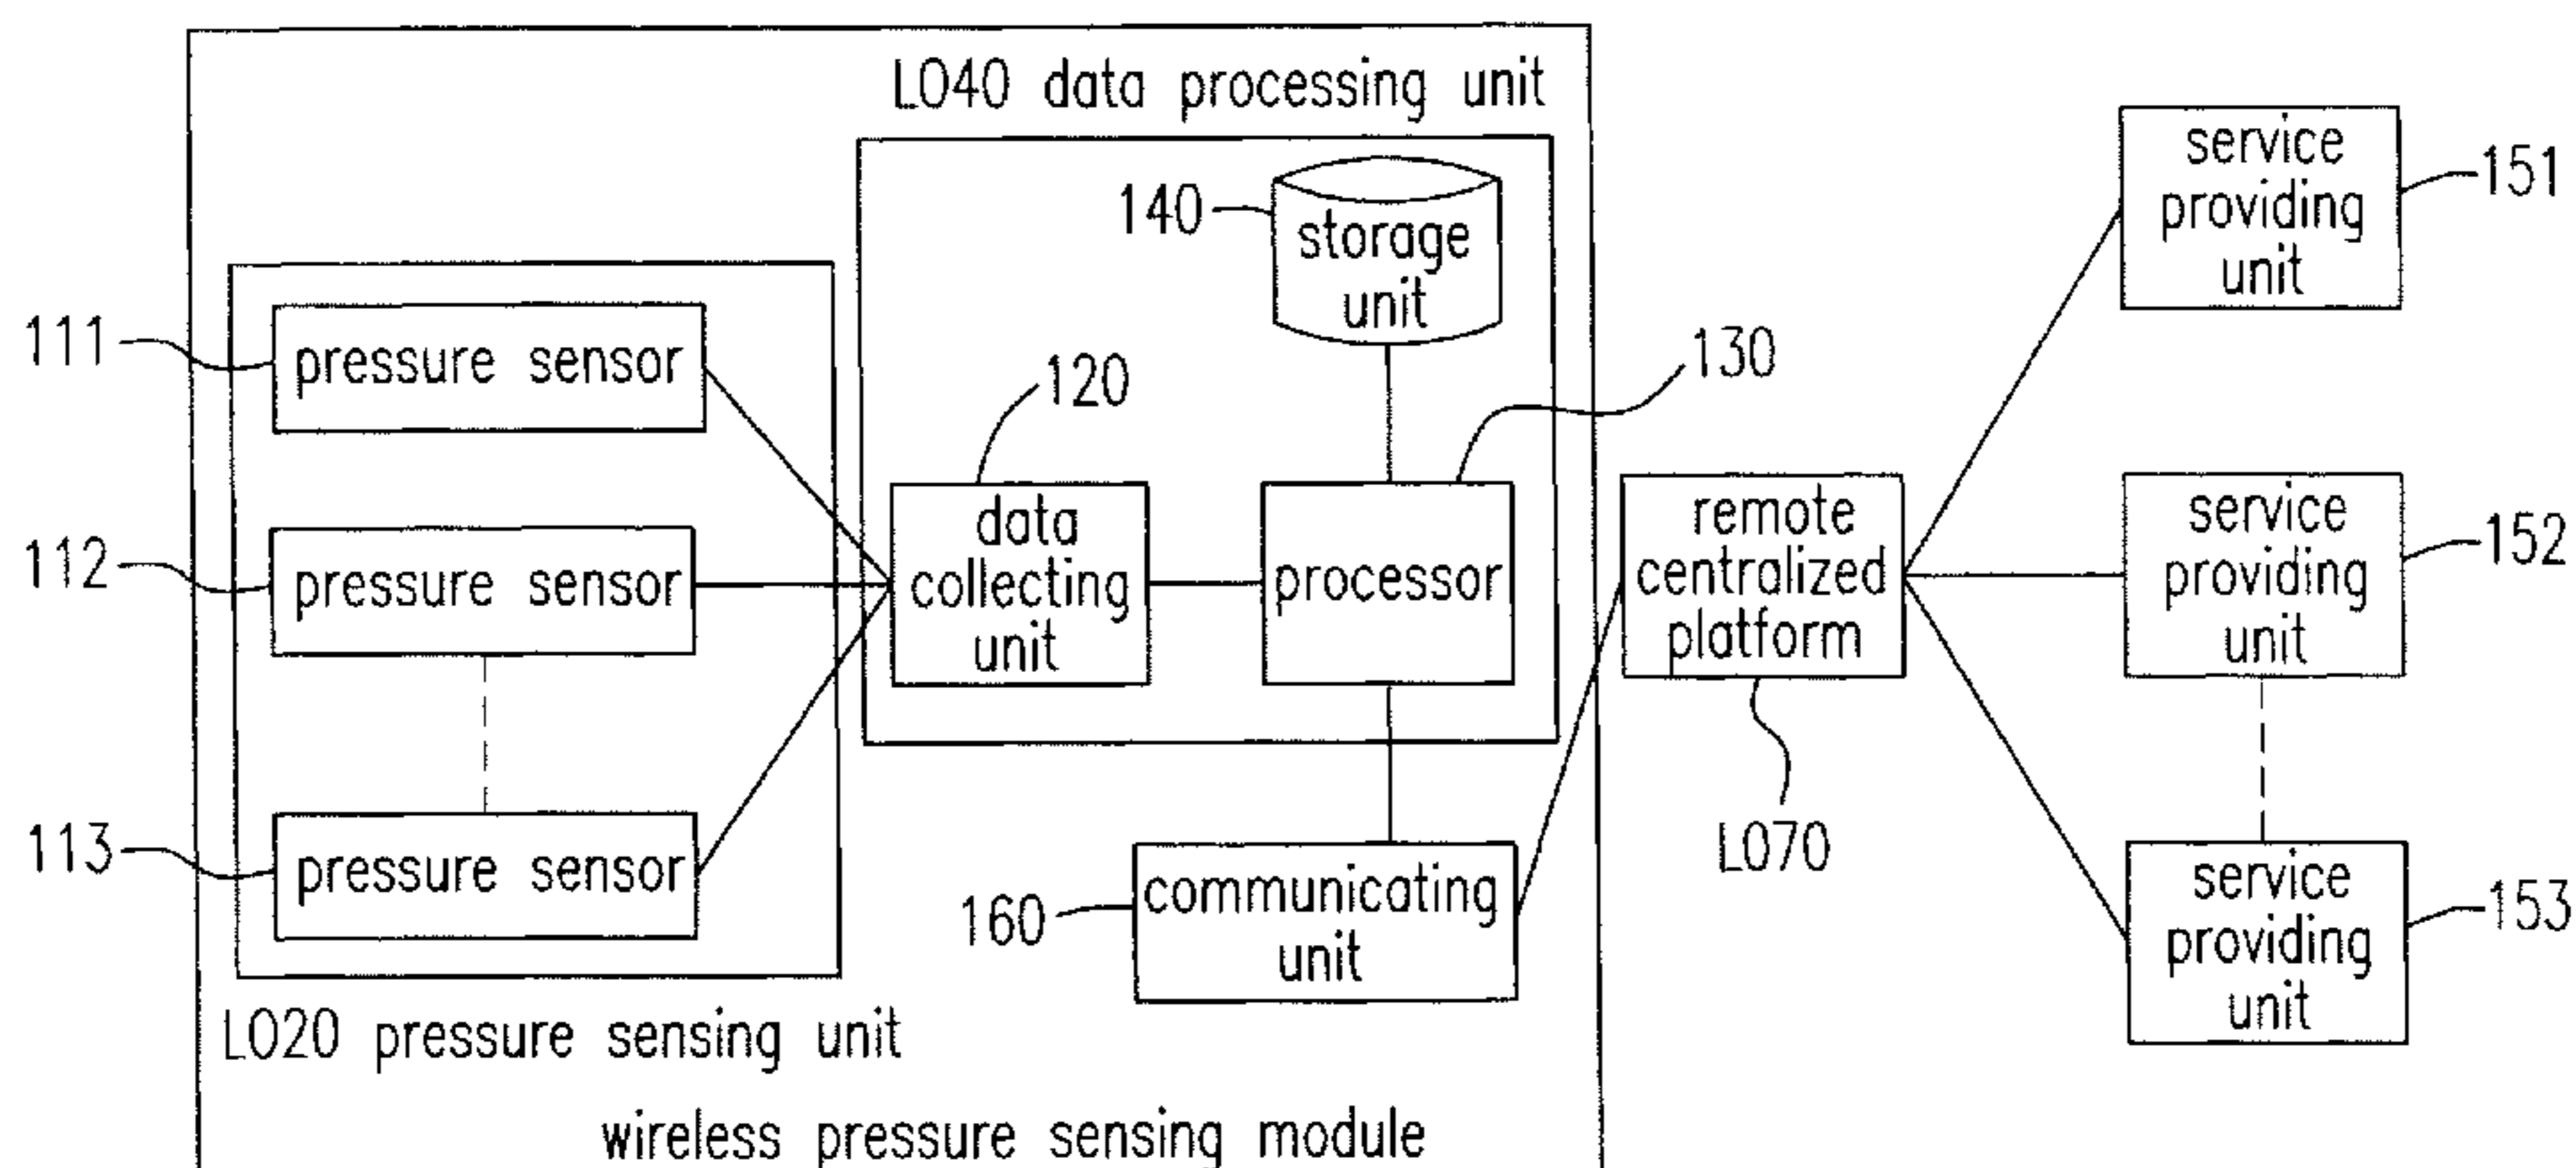 L040 data processing unit
140
storage
unit
111
pressure sensor
120
130
112
pressure sensor
data
collecting
unit
processor
113
pressure sensor
160
communicating
unit
L020 pressure sensing unit
wireless pressure sensing module
remote
centralized
platform
L070
service
providing
unit
151
service
providing
unit
152
service
providing
unit
153